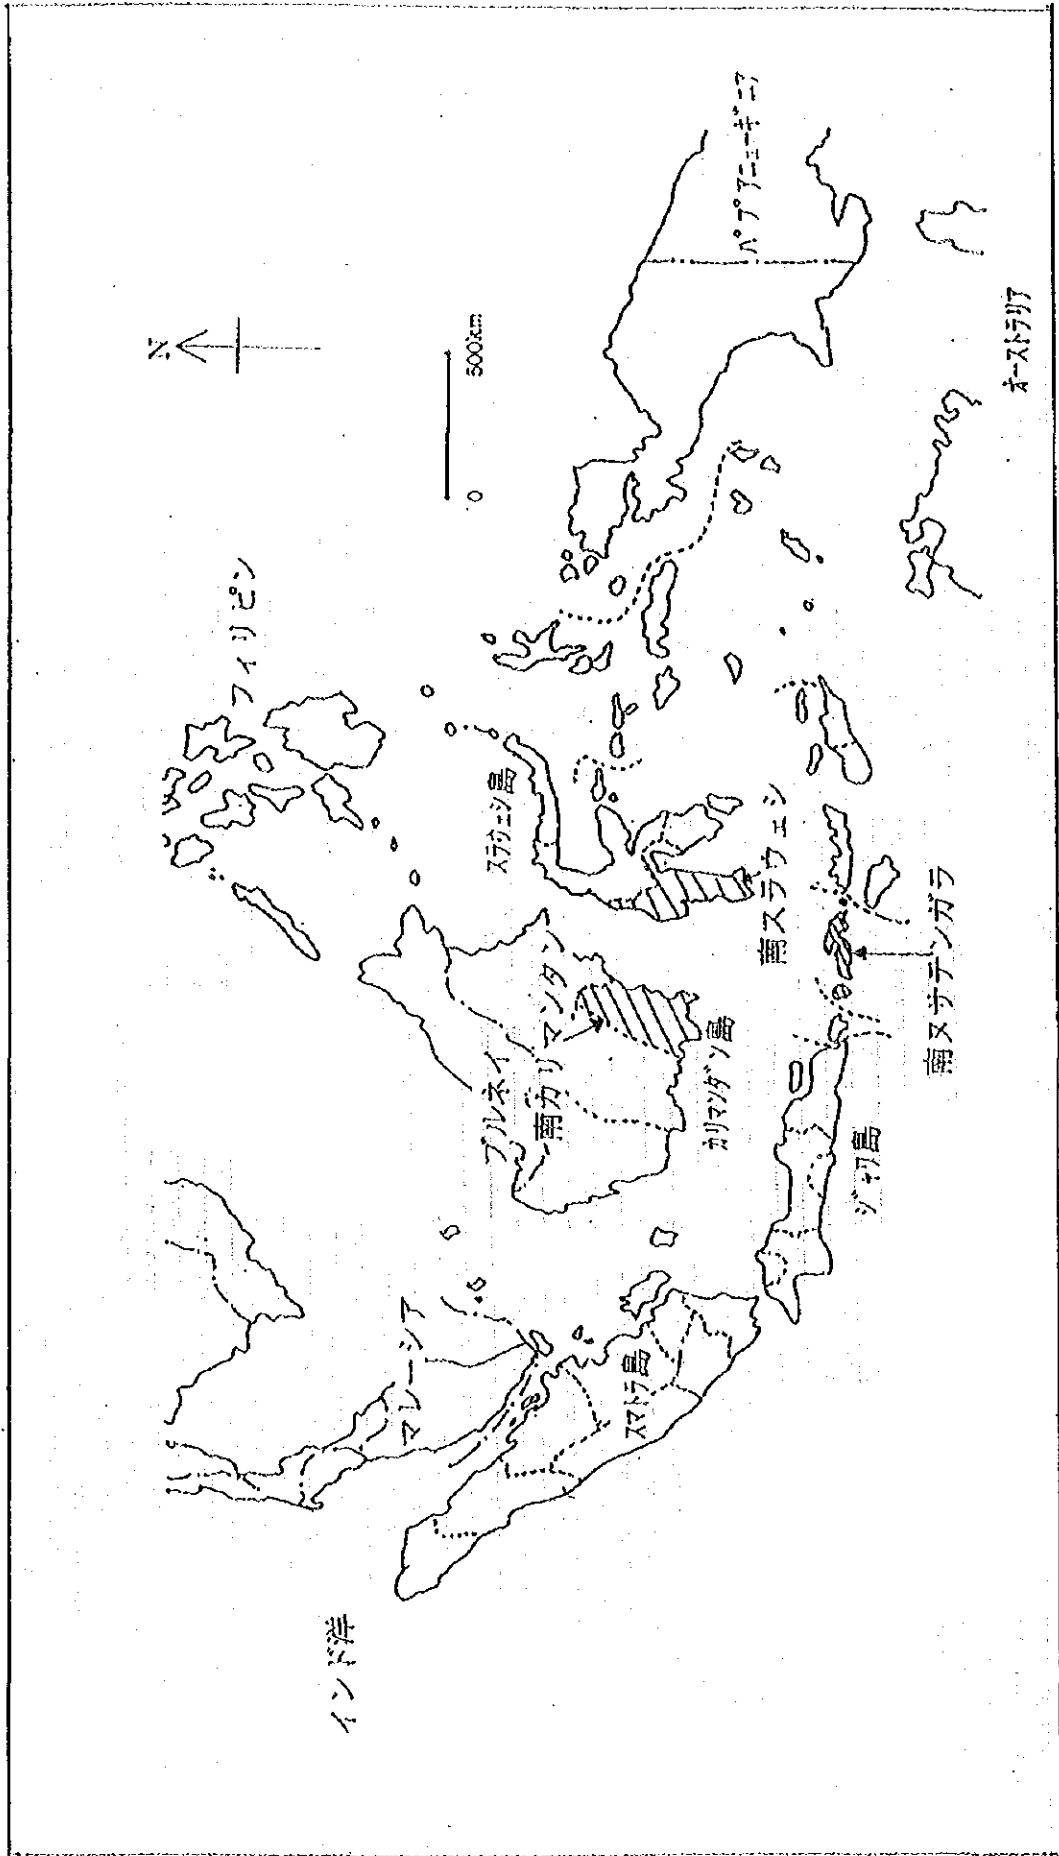 N
0 500km
フィリピン
パプアニューギニア
オーストラリア
スラウェシ島
南スラウェシ
南ヌサテンガラ
ブルネイ
南カリマンタン
カリマンダン島
ジャワ島
マレーシア
スマトラ島
インド洋